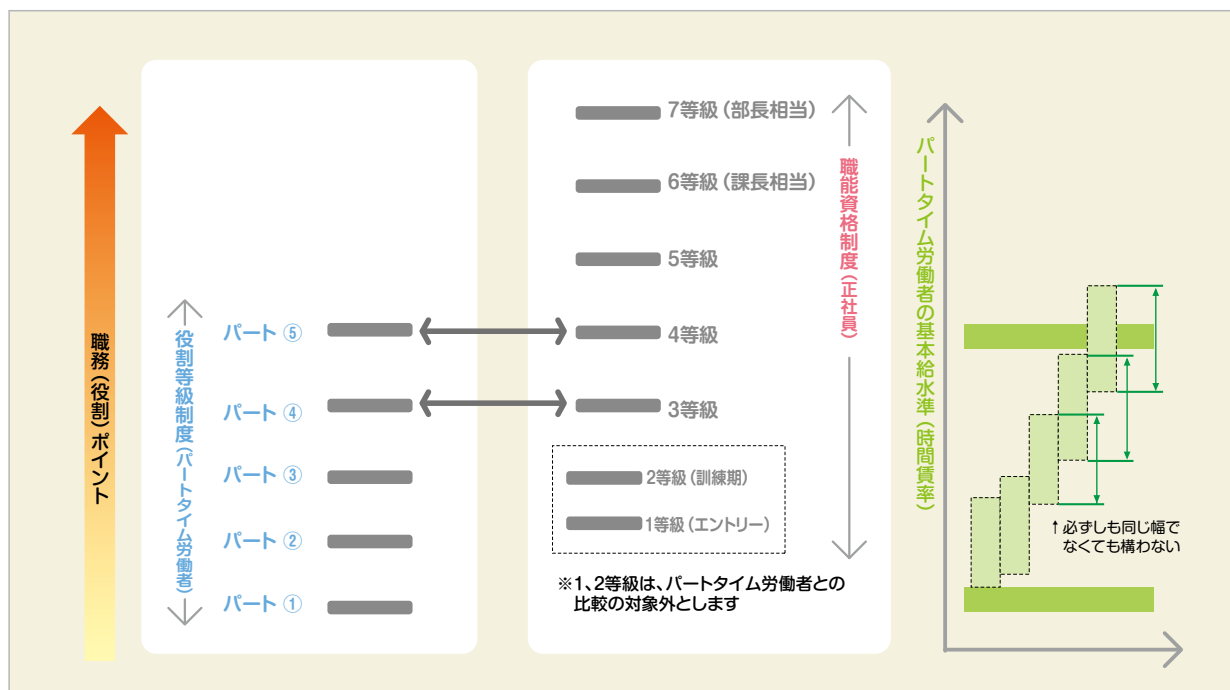 職務（役割）ポイント
役割等級制度（パートタイム労働者）
パート ⑤
パート ④
パート ③
パート ②
パート ①
7等級（部長相当）
6等級（課長相当）
5等級
4等級
3等級
2等級（訓練期）
1等級（エントリー）
※1、2等級は、パートタイム労働者との
比較の対象外とします
職能資格制度（正社員）
パートタイム労働者の基本給水準（時間賃率）
↑必ずしも同じ幅で
なくても構わない